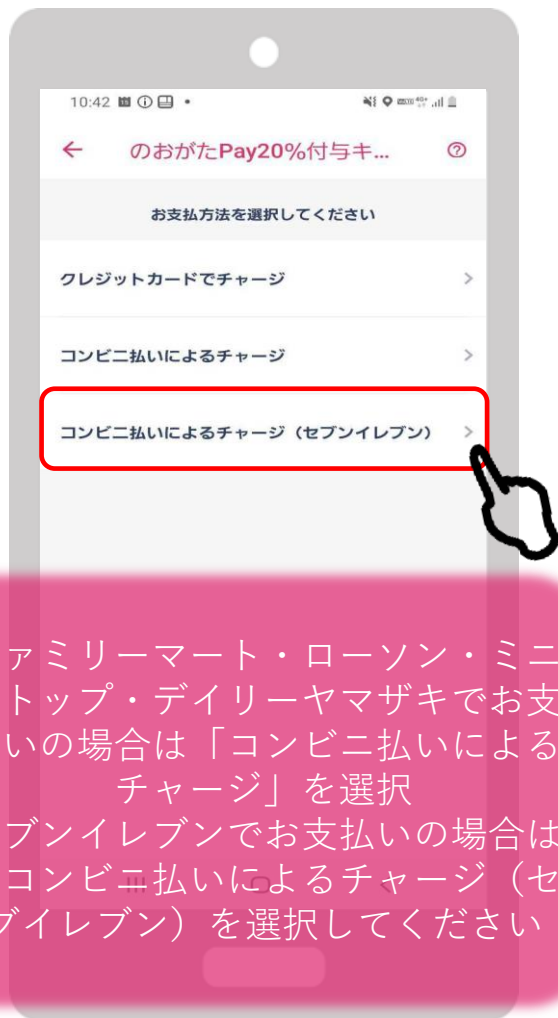 10:42
のおがたPay20%付与キ...
お支払方法を選択してください
クレジットカードでチャージ
コンビニ払いによるチャージ
コンビニ払いによるチャージ（セブンイレブン）
ァミリーマート・ローソン・ミニ
トップ・デイリーヤマザキでお支
いの場合は「コンビニ払いによる
チャージ」を選択
ブンイレブンでお支払いの場合は
コンビニ払いによるチャージ（セ
ブイレブン）を選択してください